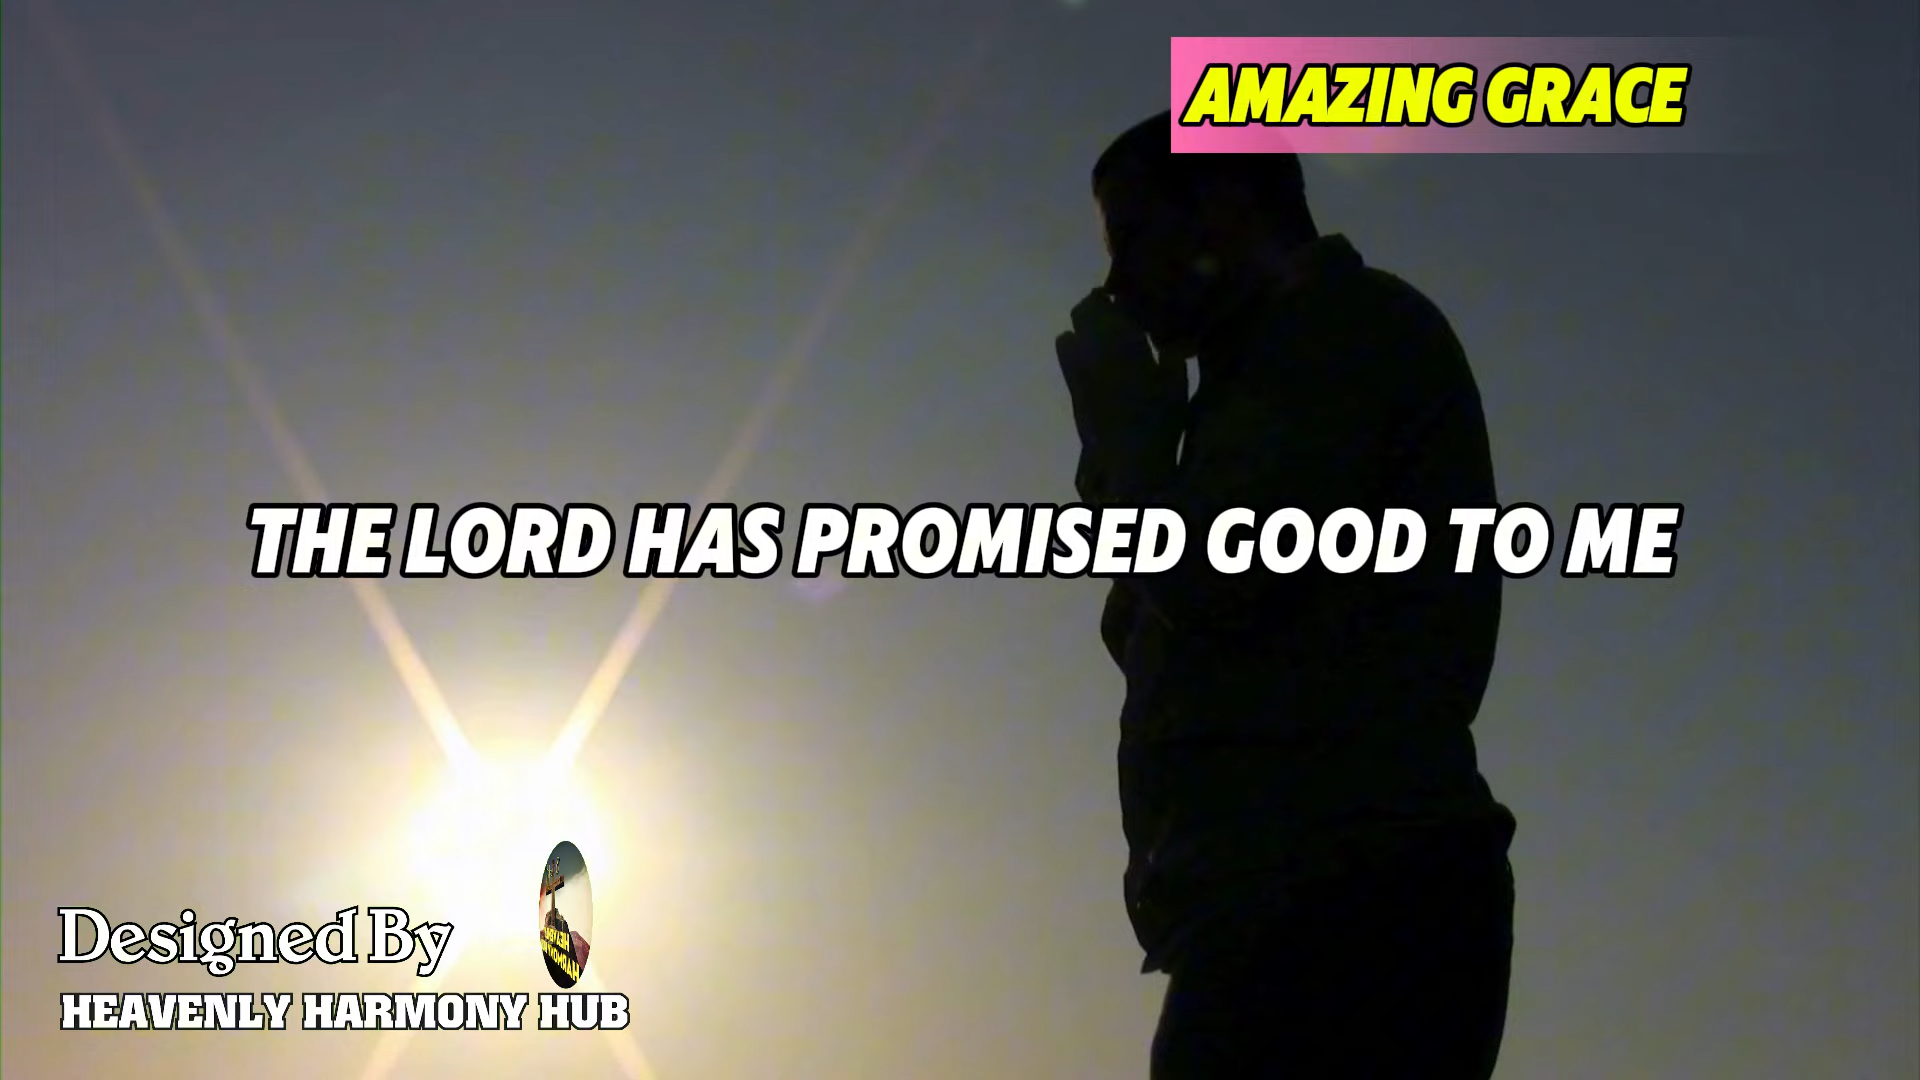 AMAZING GRACE
THE LORD HAS PROMISED GOOD TO ME
Designed By
HEAVENLY HARMONY HUB